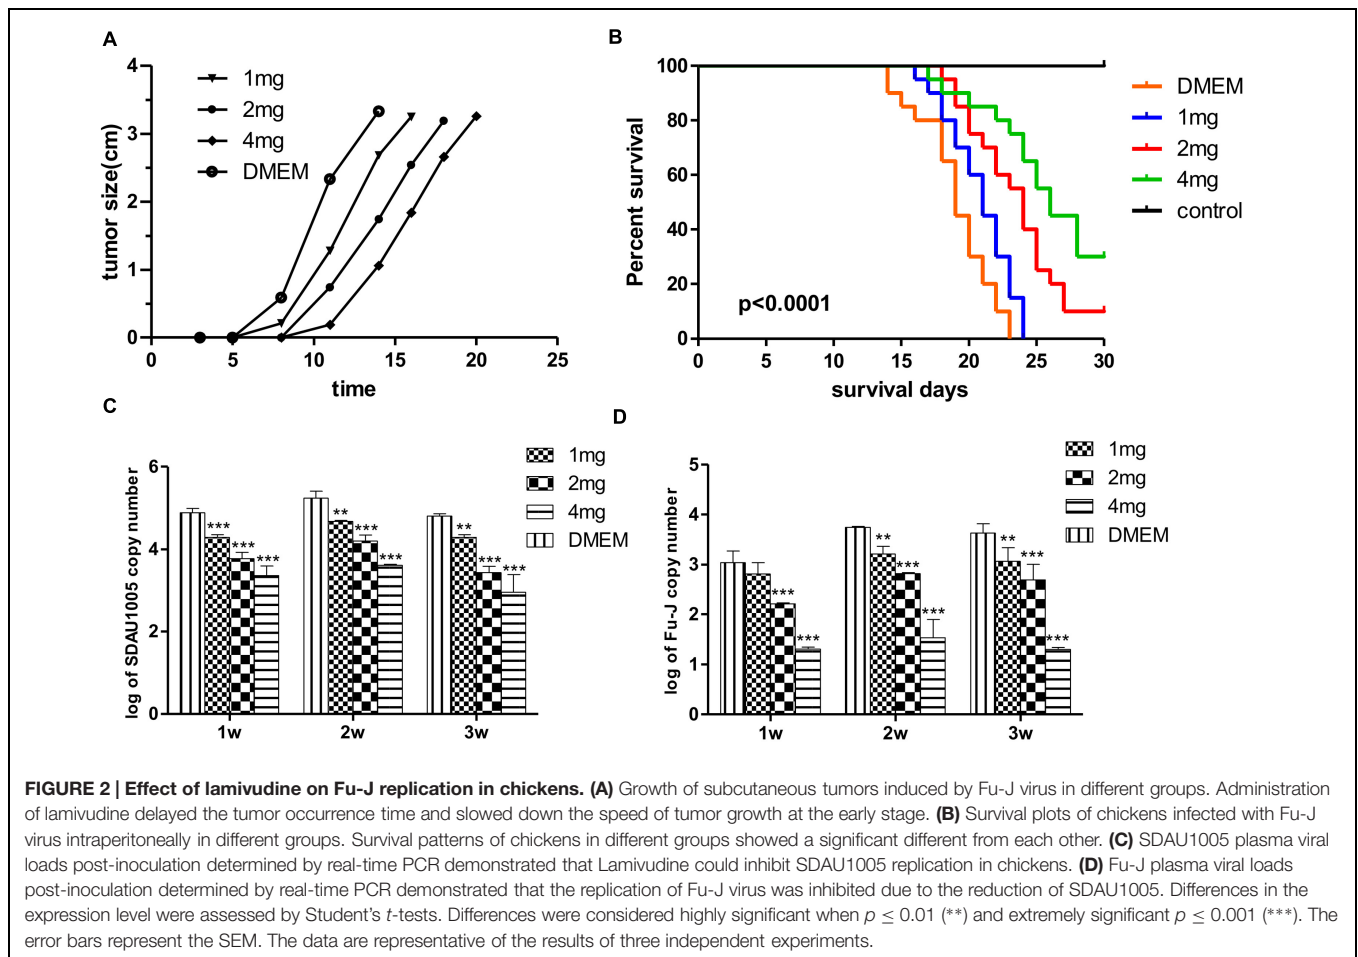 A
4
3
2
1
0
tumor size(cm)
1mg
2mg
4mg
DMEM
0 5 10 15 20 25
time
B
100
80
60
40
20
0
Percent survival
p<0.0001
0 5 10 15 20 25 30
survival days
DMEM
1mg
2mg
4mg
control
C
6
4
2
0
log of SDAU1005 copy number
*** *** ***
** *** ***
** *** ***
1w 2w 3w
1mg
2mg
4mg
DMEM
D
5
4
3
2
1
0
log of Fu-J copy number
*** ***
** *** ***
** *** ***
1w 2w 3w
1mg
2mg
4mg
DMEM
FIGURE 2 | Effect of lamivudine on Fu-J replication in chickens. (A) Growth of subcutaneous tumors induced by Fu-J virus in different groups. Administration
of lamivudine delayed the tumor occurrence time and slowed down the speed of tumor growth at the early stage. (B) Survival plots of chickens infected with Fu-J
virus intraperitoneally in different groups. Survival patterns of chickens in different groups showed a significant different from each other. (C) SDAU1005 plasma viral
loads post-inoculation determined by real-time PCR demonstrated that Lamivudine could inhibit SDAU1005 replication in chickens. (D) Fu-J plasma viral loads
post-inoculation determined by real-time PCR demonstrated that the replication of Fu-J virus was inhibited due to the reduction of SDAU1005. Differences in the
expression level were assessed by Student's t-tests. Differences were considered highly significant when p ≤ 0.01 (**) and extremely significant p ≤ 0.001 (***). The
error bars represent the SEM. The data are representative of the results of three independent experiments.